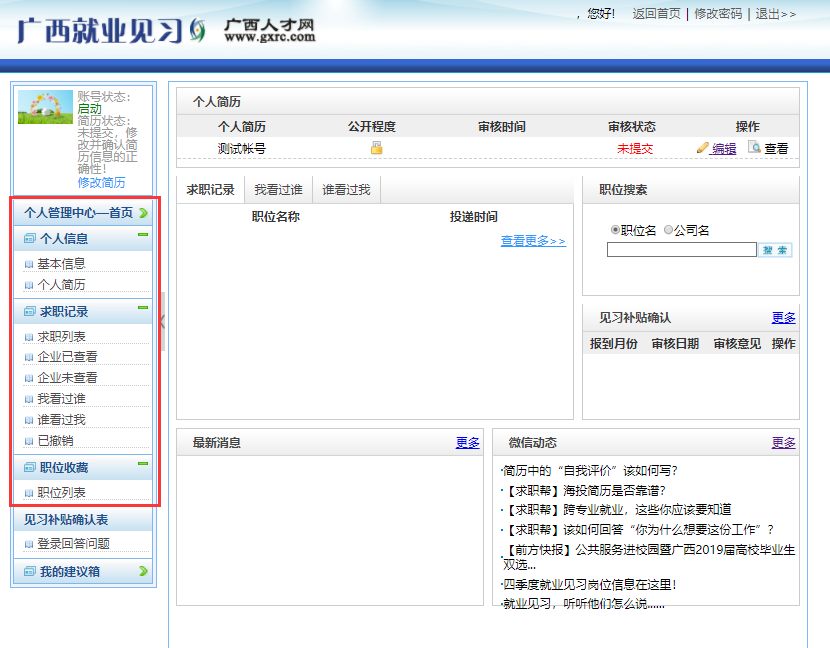 广西就业见习 广西人才网
www.gxrc.com
，您好! 返回首页 | 修改密码 | 退出>>
账号状态:
启动
简历状态:
未提交，修
改并确认简
历信息的正
确性!
修改简历
个人管理中心—首页
个人信息
基本信息
个人简历
求职记录
求职列表
企业已查看
企业未查看
我看过谁
谁看过我
已撤销
职位收藏
职位列表
见习补贴确认表
登录回答问题
我的建议箱
个人简历
个人简历 公开程度 审核时间 审核状态 操作
测试帐号 未提交 编辑 查看
求职记录 我看过谁 谁看过我
职位名称 投递时间
查看更多>>
职位搜索
职位名 公司名
搜 索
见习补贴确认 更多
报到月份 审核日期 审核意见 操作
最新消息 更多
微信动态 更多
·简历中的“自我评价”该如何写?
·【求职帮】海投简历是否靠谱?
·【求职帮】跨专业就业，这些你应该要知道
·【求职帮】该如何回答“你为什么想要这份工作”?
·【前方快报】公共服务进校园暨广西2019届高校毕业生
双选...
·四季度就业见习岗位信息在这里!
·就业见习，听听他们怎么说......